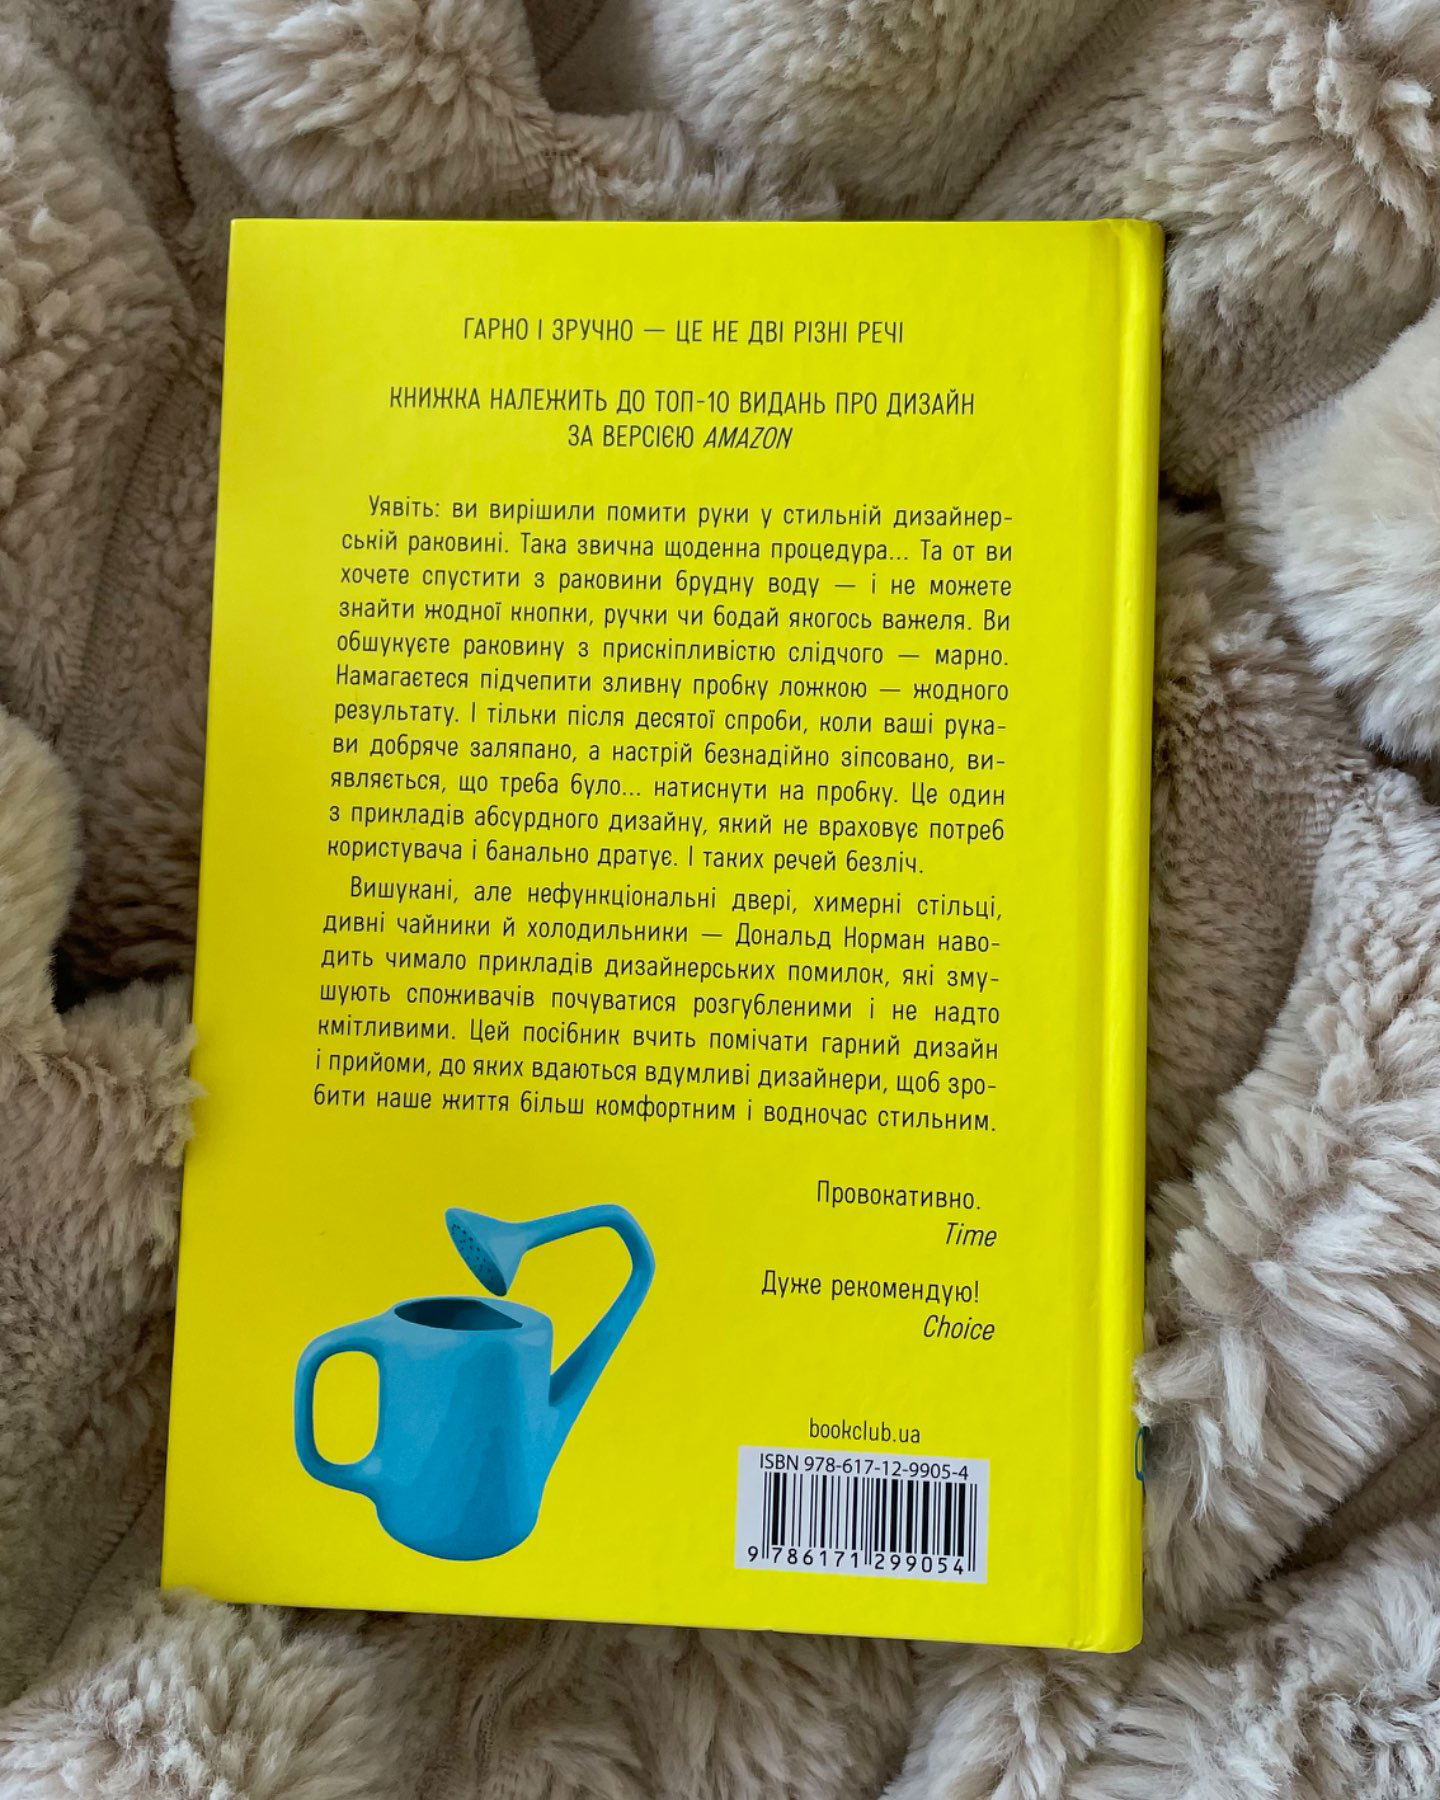 ГАРНО І ЗРУЧНО — ЦЕ НЕ ДВІ РІЗНІ РЕЧІ
КНИЖКА НАЛЕЖИТЬ ДО ТОП-10 ВИДАНЬ ПРО ДИЗАЙН
ЗА ВЕРСІЄЮ AMAZON
Уявіть: ви вирішили помити руки у стильній дизайнер-
ській раковині. Така звична щоденна процедура... Та от ви
хочете спустити з раковини брудну воду — і не можете
знайти жодної кнопки, ручки чи бодай якогось важеля. Ви
обшукуєте раковину з прискіпливістю слідчого — марно.
Намагаєтеся підчепити зливну пробку ложкою — жодного
результату. І тільки після десятої спроби, коли ваші рука-
ви добряче заляпано, а настрій безнадійно зіпсовано, ви-
являється, що треба було... натиснути на пробку. Це один
з прикладів абсурдного дизайну, який не враховує потреб
користувача і банально дратує. І таких речей безліч.
Вишукані, але нефункціональні двері, химерні стільці,
дивні чайники й холодильники — Дональд Норман наво-
дить чимало прикладів дизайнерських помилок, які зму-
шують споживачів почуватися розгубленими і не надто
кмітливими. Цей посібник вчить помічати гарний дизайн
і прийоми, до яких вдаються вдумливі дизайнери, щоб зро-
бити наше життя більш комфортним і водночас стильним.
Провокативно.
Time
Дуже рекомендую!
Choice
bookclub.ua
ISBN 978-617-12-9905-4
9 786171 299054